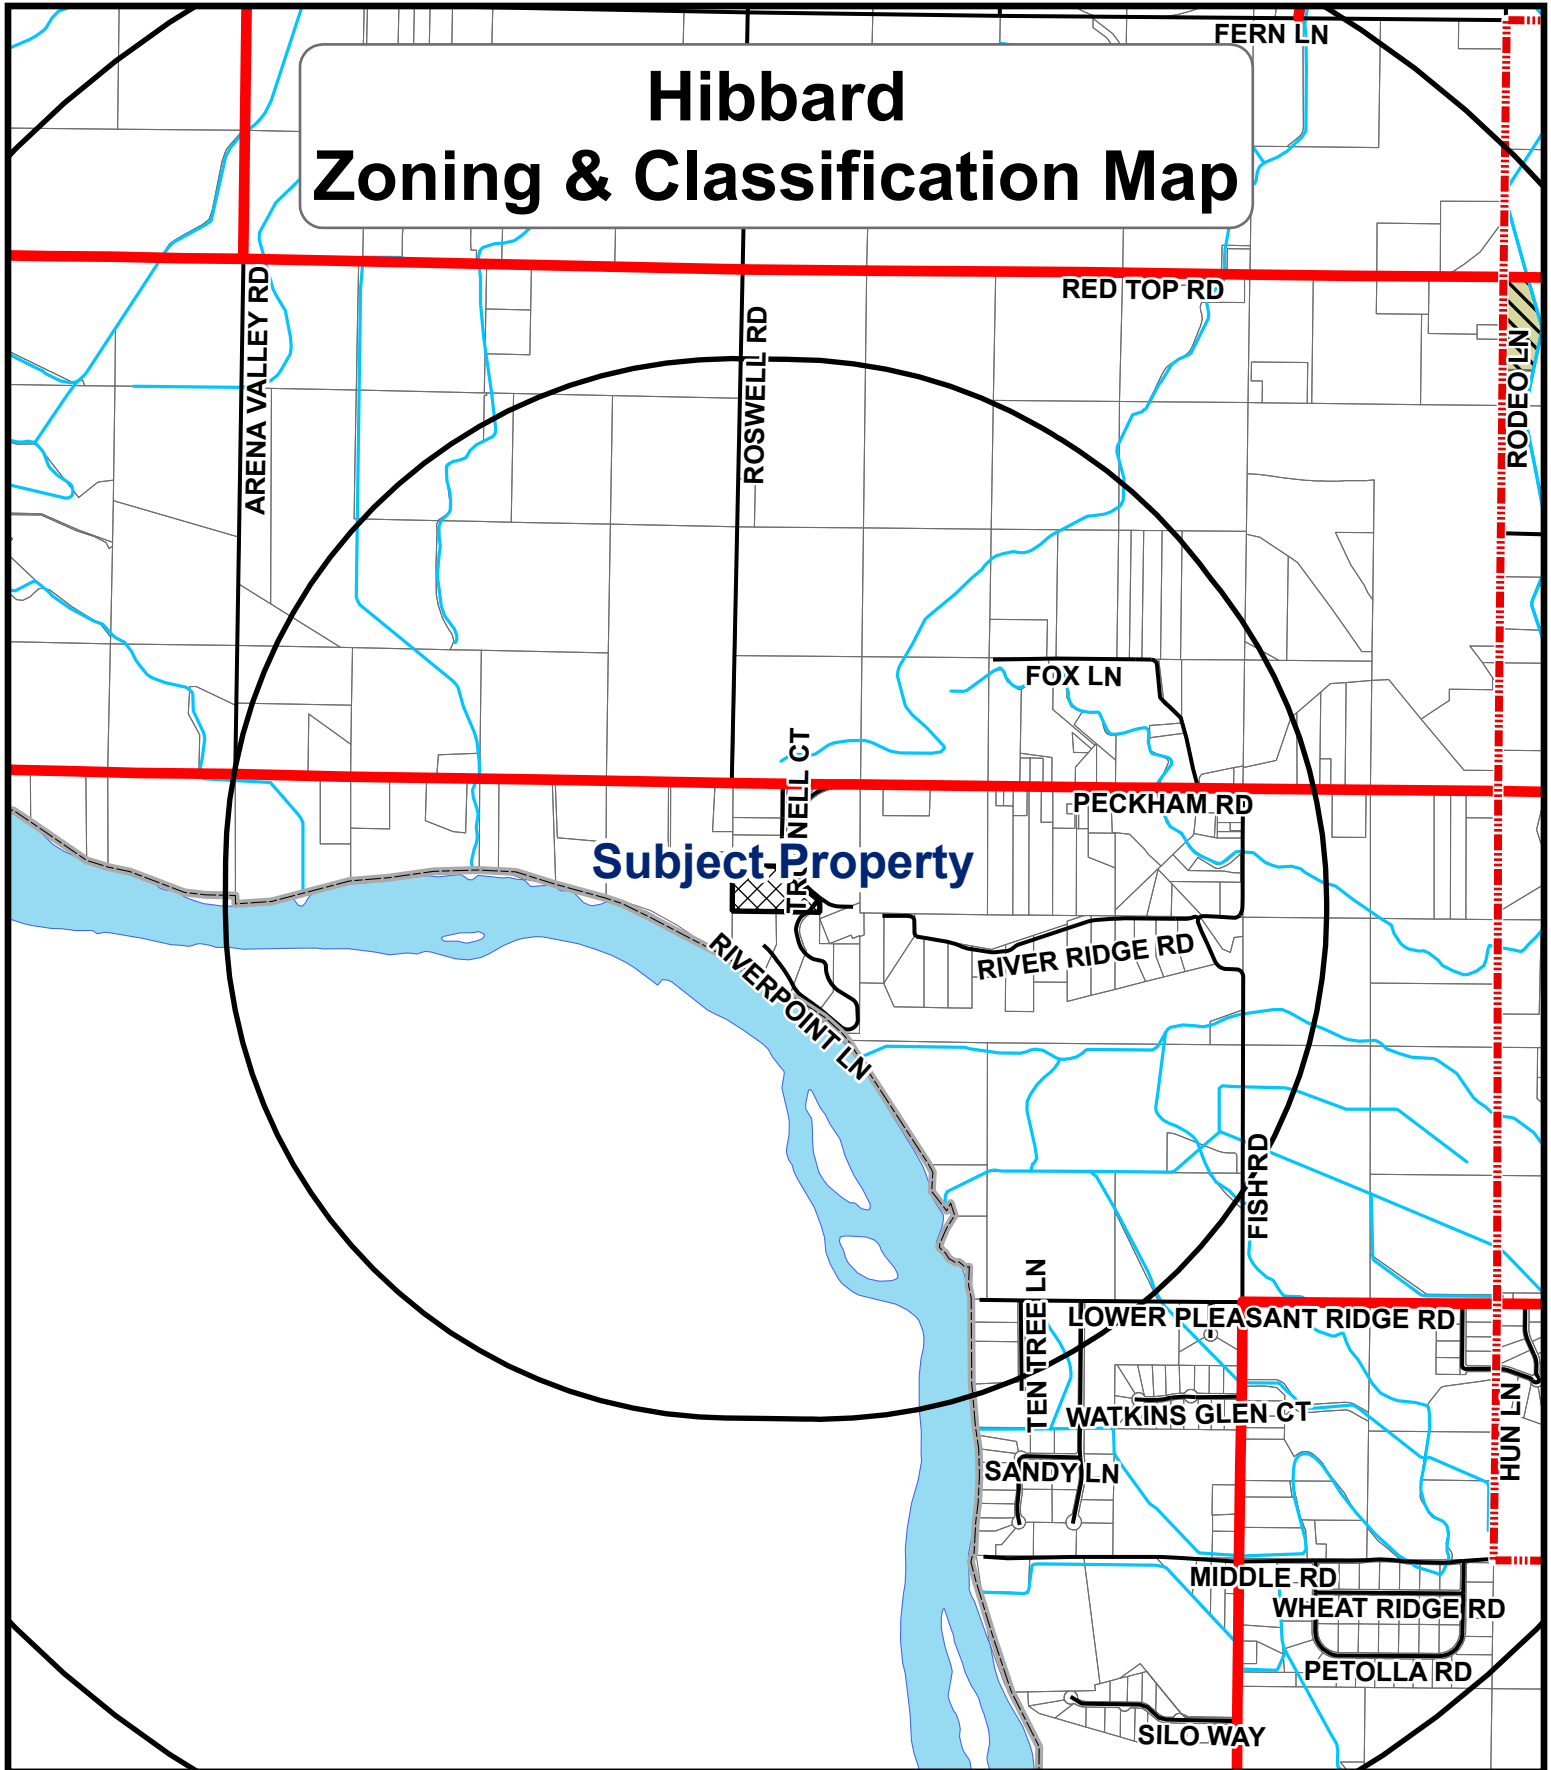 FERN LN
Hibbard
Zoning & Classification Map
RED TOP RD
ARENA VALLEY RD
ROSWELL RD
RODEO LN
FOX LN
TRUNNELL CT
PECKHAM RD
Subject Property
RIVER RIDGE RD
RIVERPOINT LN
FISH RD
TEN TREE LN
LOWER PLEASANT RIDGE RD
WATKINS GLEN CT
HUN LN
SANDY LN
MIDDLE RD
WHEAT RIDGE RD
PETOLLA RD
SILO WAY